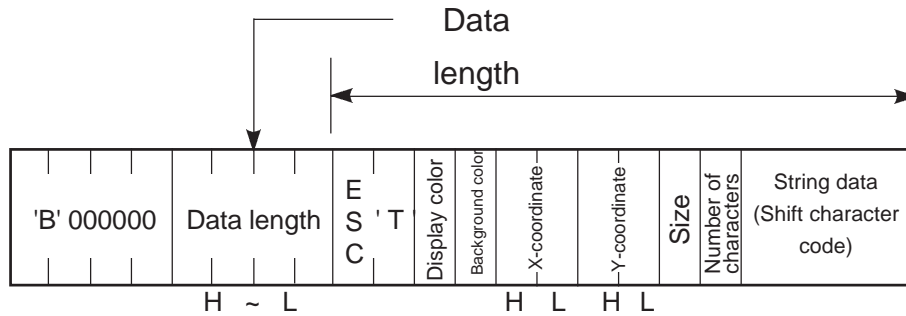 Data
length
'B' 000000
Data length
E
S
C
' T '
Display color
Background color
X-coordinate
Y-coordinate
Size
Number of
characters
String data
(Shift character
code)
H ~ L
H L
H L